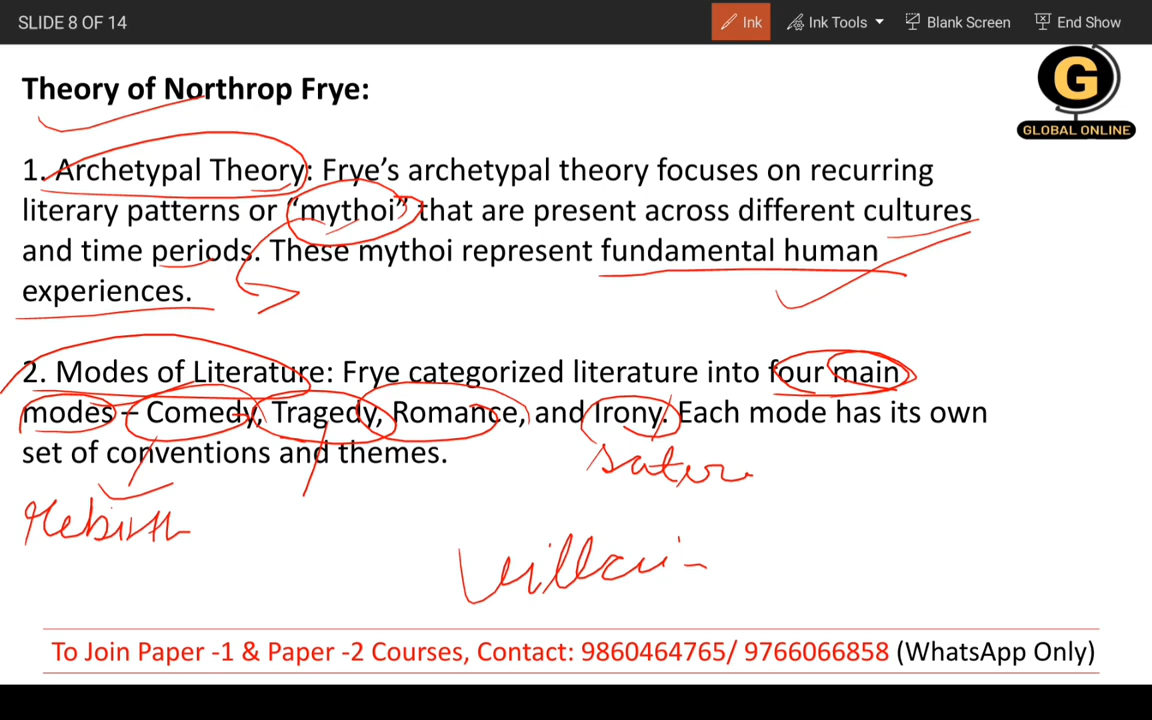 SLIDE 8 OF 14
Ink
Ink Tools
Blank Screen
End Show
G
GLOBAL ONLINE
Theory of Northrop Frye:
1. Archetypal Theory: Frye's archetypal theory focuses on recurring
literary patterns or “mythoi” that are present across different cultures
and time periods. These mythoi represent fundamental human
experiences.
2. Modes of Literature: Frye categorized literature into four main
modes – Comedy, Tragedy, Romance, and Irony. Each mode has its own
set of conventions and themes.
Rebirth
To Join Paper -1 & Paper -2 Courses, Contact: 9860464765/ 9766066858 (WhatsApp Only)